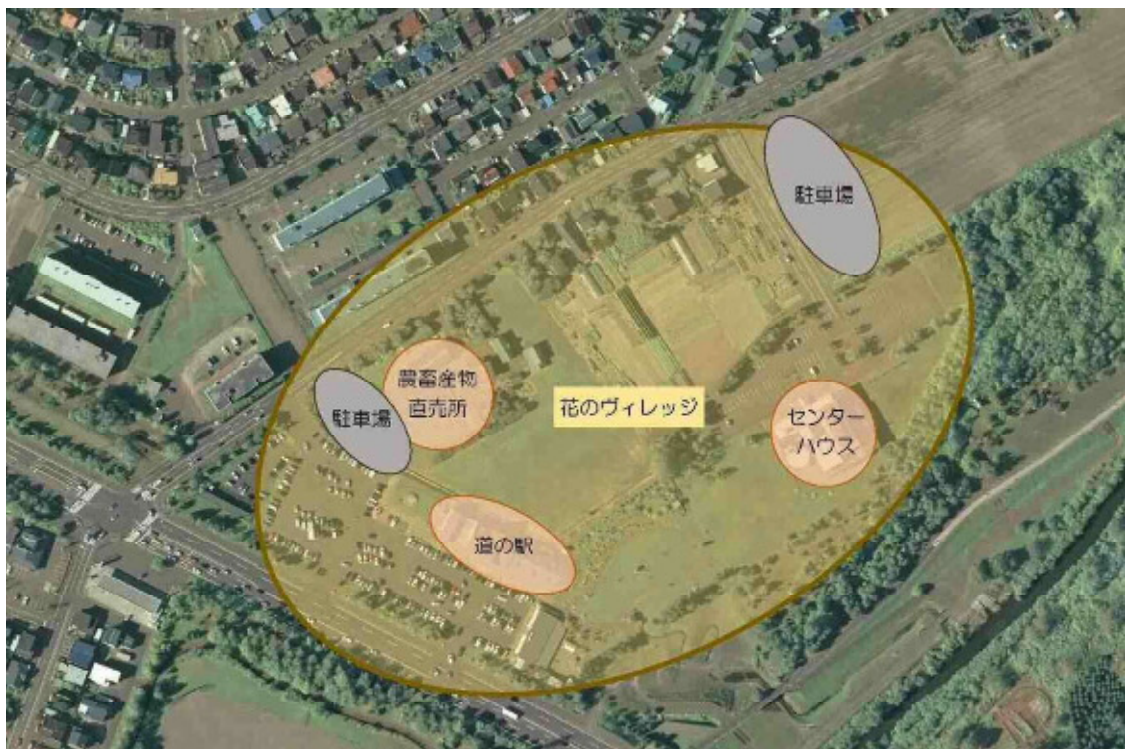 駐車場
農畜産物
直売所
駐車場
花のヴィレッジ
センター
ハウス
道の駅